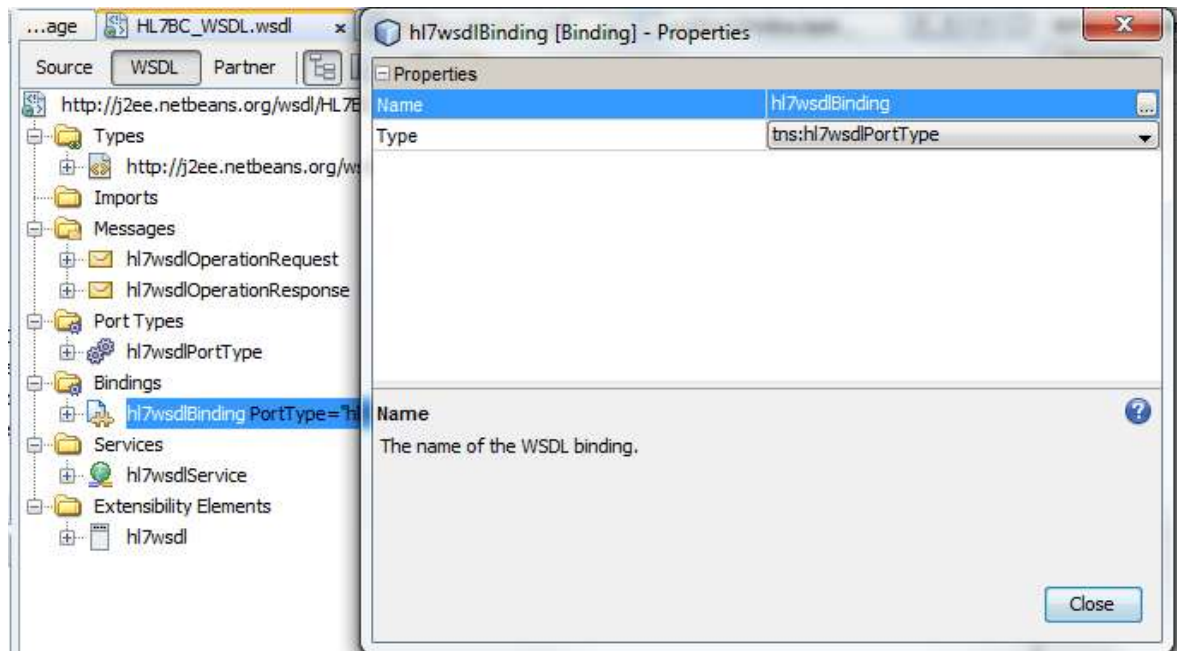 ...age HL7BC_WSDL.wsdl x
Source WSDL Partner
http://j2ee.netbeans.org/wsdl/HL7B
Types
http://j2ee.netbeans.org/ws
Imports
Messages
hl7wsdlOperationRequest
hl7wsdlOperationResponse
Port Types
hl7wsdlPortType
Bindings
hl7wsdlBinding PortType="hl
Services
hl7wsdlService
Extensibility Elements
hl7wsdl
hl7wsdlBinding [Binding] - Properties
Properties
Name hl7wsdlBinding ...
Type tns:hl7wsdlPortType
Name
The name of the WSDL binding.
Close